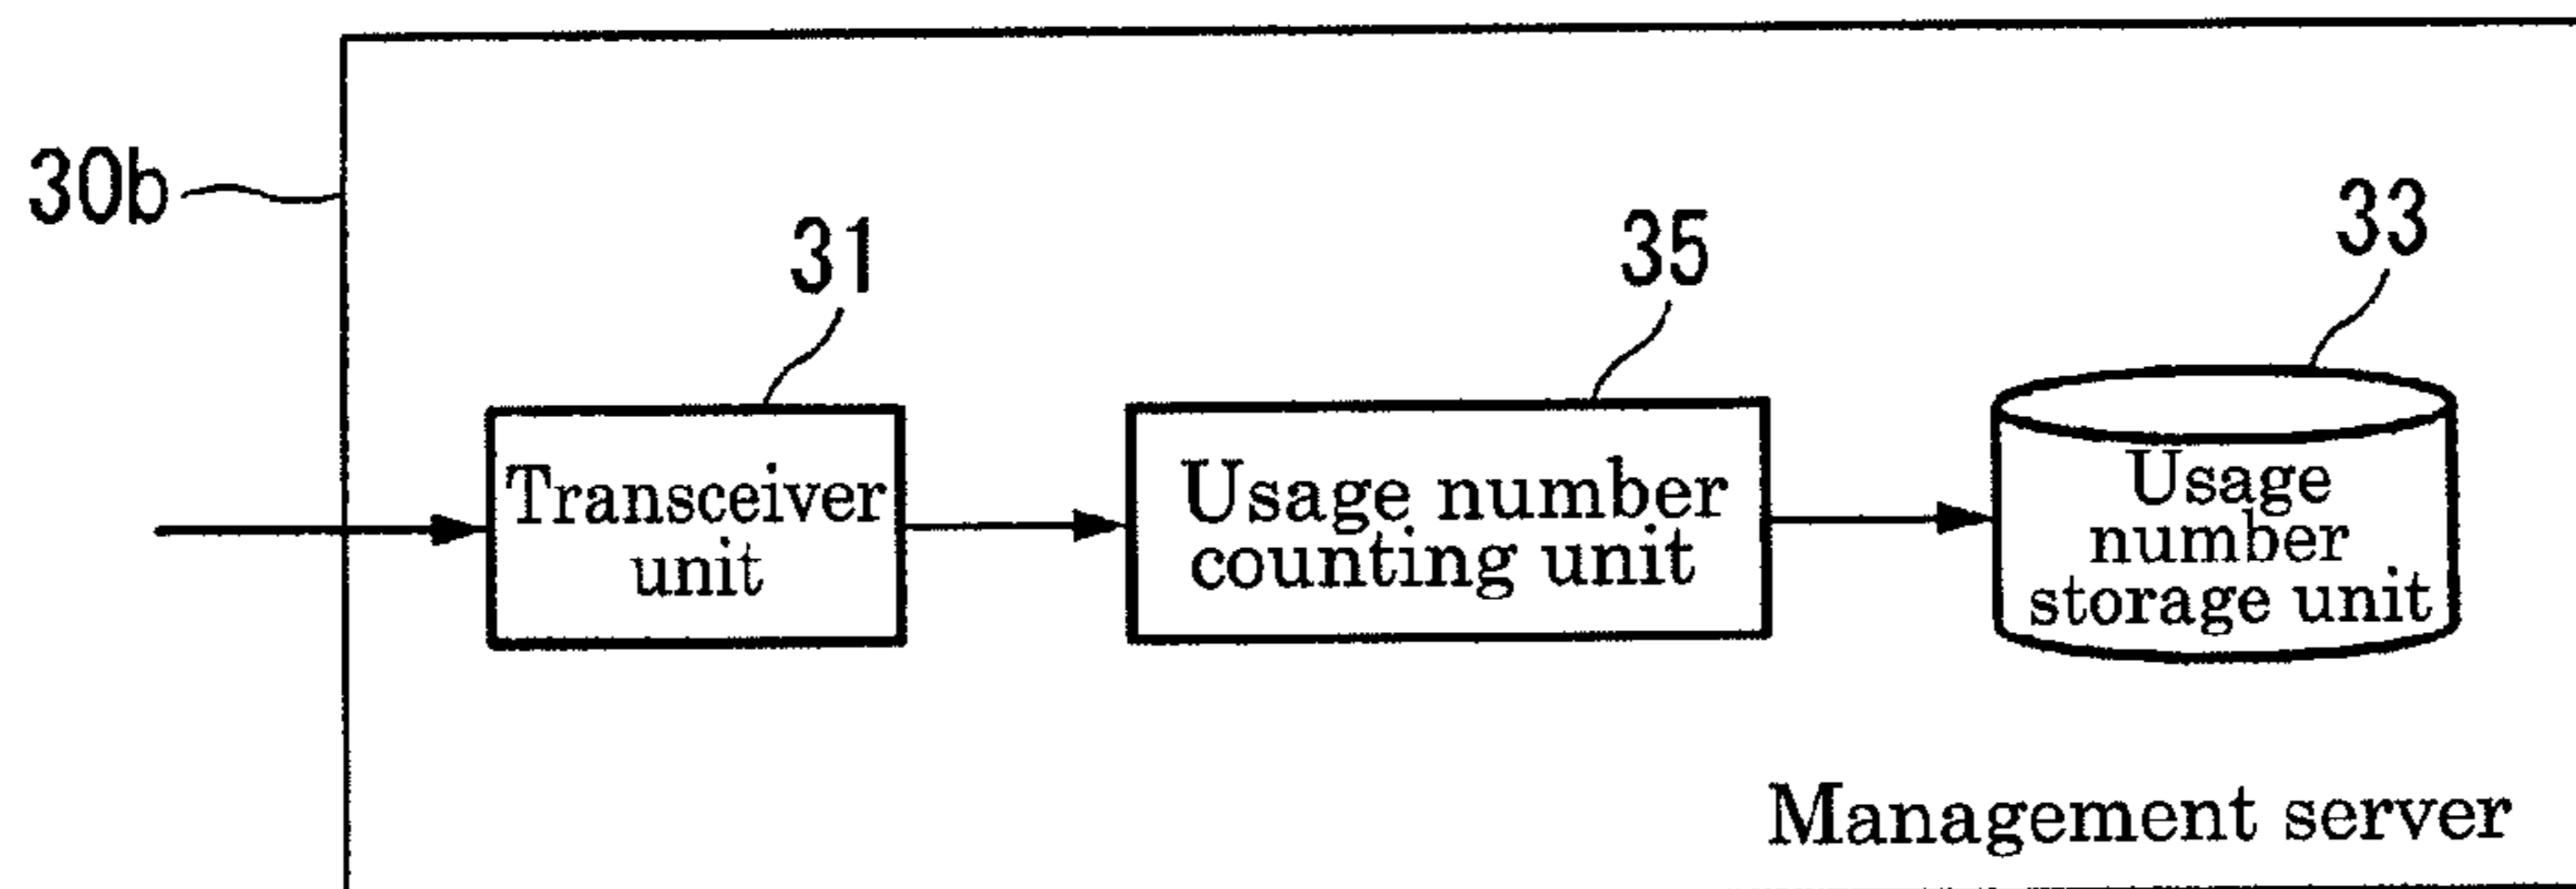 30b
31
35
33
Transceiver
unit
Usage number
counting unit
Usage
number
storage unit
Management server